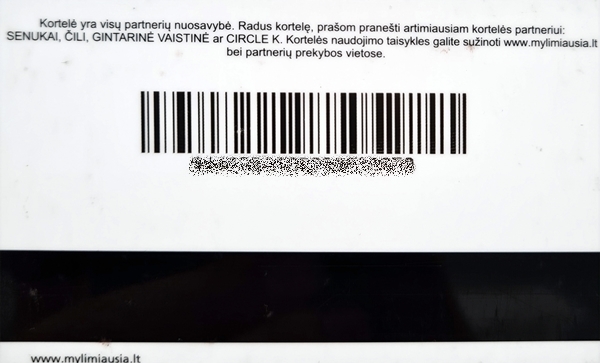 Kortelė yra visų partnerių nuosavybė. Radus kortelę, prašom pranešti artimiausiam kortelės partneriui:
SENUKAI, ČILI, GINTARINĖ VAISTINĖ ar CIRCLE K. Kortelės naudojimo taisykles galite sužinoti www.mylimiausia.lt
bei partnerių prekybos vietose.
www.mylimiausia.lt